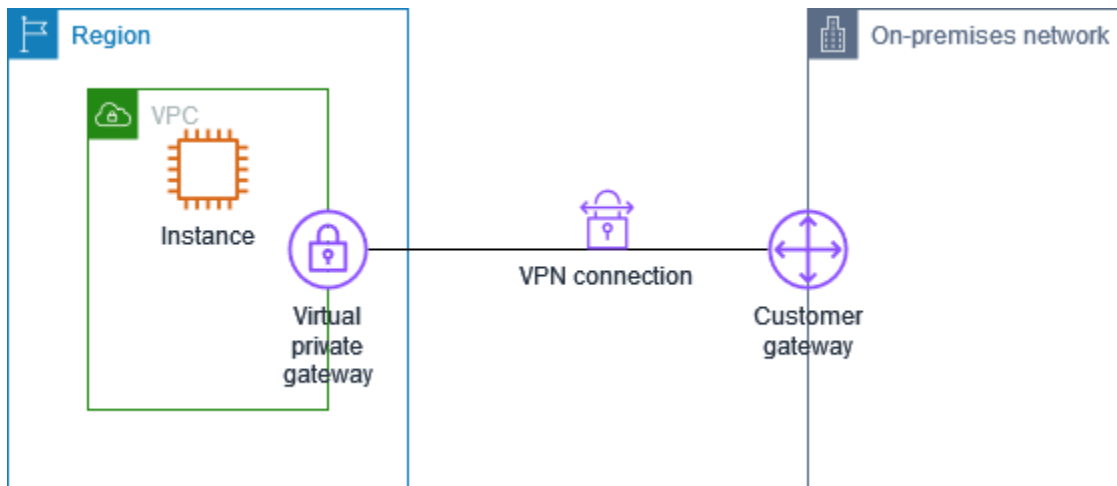 Region
On-premises network
VPC
Instance
VPN connection
Virtual
private
gateway
Customer
gateway